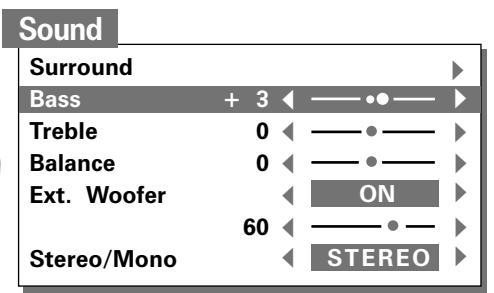 Sound
Surround
Bass + 3
Treble 0
Balance 0
Ext. Woofer ON
60
Stereo/Mono STEREO